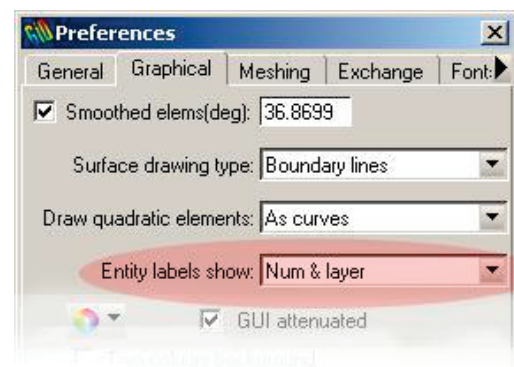 Preferences
General Graphical Meshing Exchange Font
Smoothed elems(deg): 36.8699
Surface drawing type: Boundary lines
Draw quadratic elements: As curves
Entity labels show: Num & layer
GUI attenuated